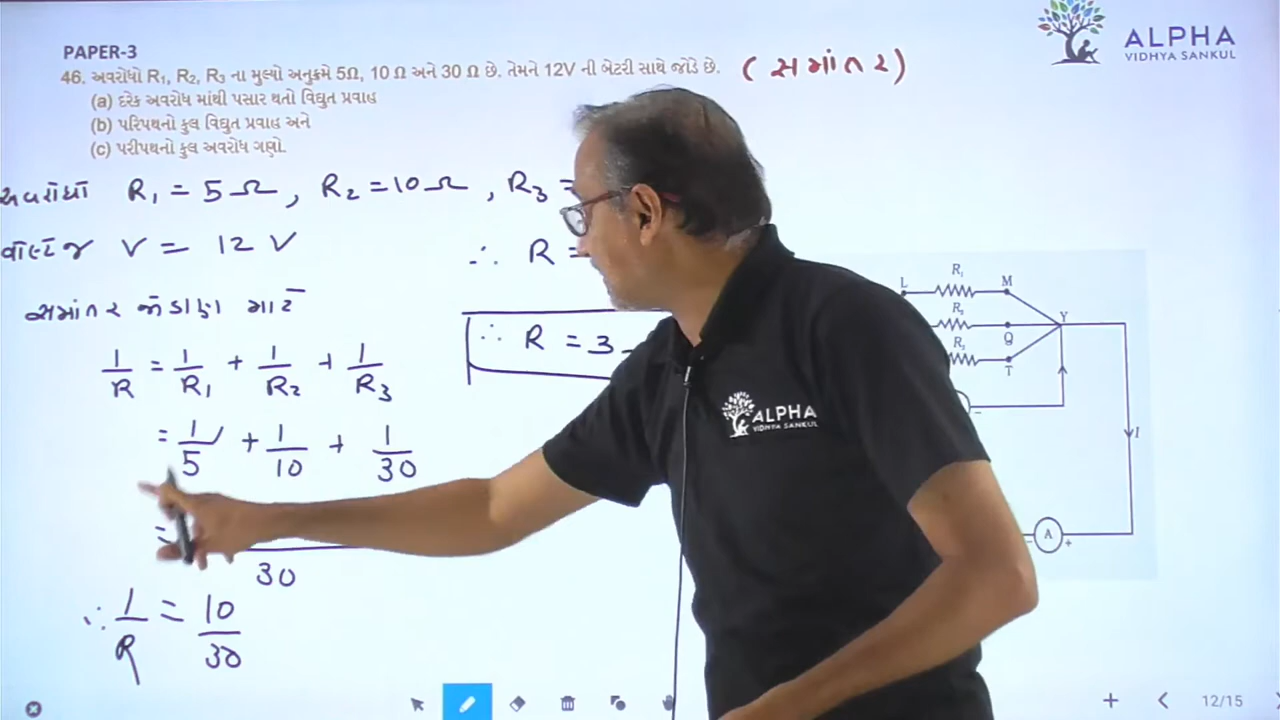 PAPER-3
46. અવરોધો R₁, R₂, R₃ ના મુલ્યો અનુક્રમે 5Ω, 10 Ω અને 30 Ω છે. તેમને 12V ની બેટરી સાથે જોડે છે. (સમાંતર)
(a) દરેક અવરોધ માંથી પસાર થતો વિદ્યુત પ્રવાહ
(b) પરિપથનો કુલ વિદ્યુત પ્રવાહ અને
(c) પરીપથનો કુલ અવરોધ ગણો.
ALPHA
VIDHYA SANKUL
અવરોધો R₁ = 5 Ω, R₂ = 10 Ω, R₃ =
વૉલ્ટેજ V = 12 V
∴ R =
સમાંતર જોડાણ માટે
∴ R = 3
1/R = 1/R₁ + 1/R₂ + 1/R₃
= 1/5 + 1/10 + 1/30
=
30
∴ 1/R = 10/30
L R₁ M
R₂ Q Y
R₃ T
−
I
− A +
ALPHA
VIDHYA SANKUL
12/15